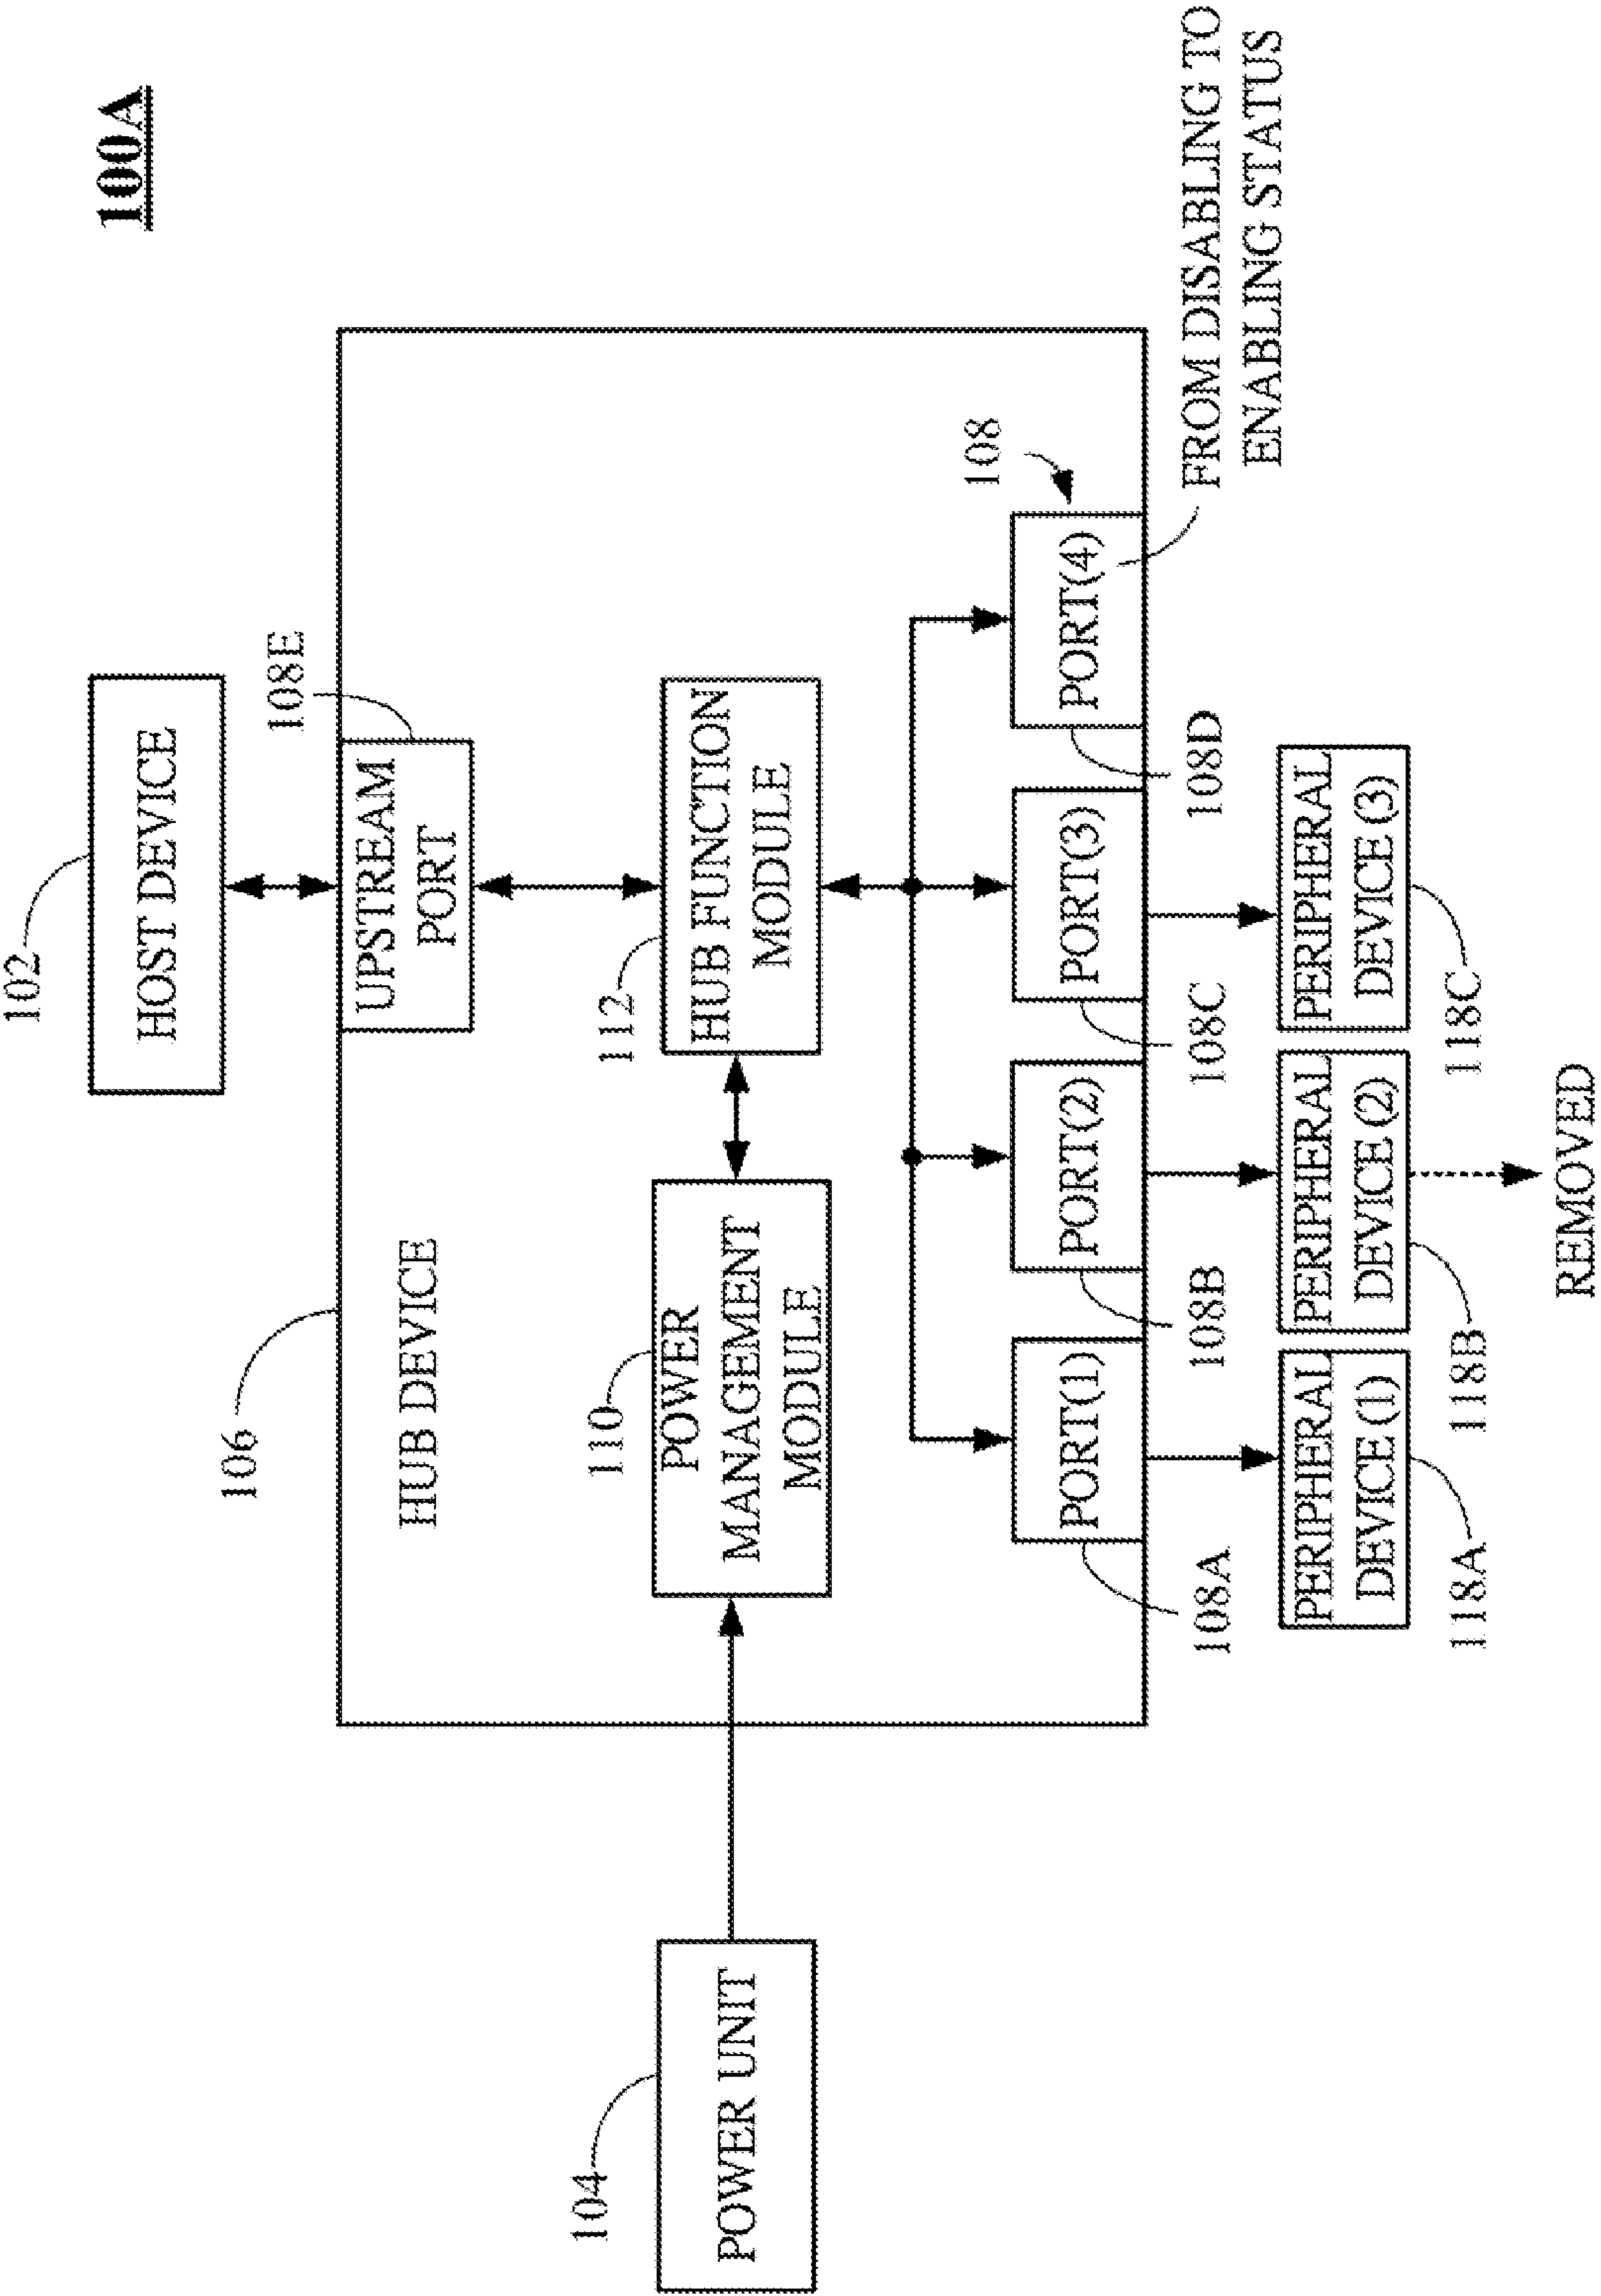 100A
102
HOST DEVICE
108E
UPSTREAM
PORT
106
HUB DEVICE
112
HUB FUNCTION
MODULE
110
POWER
MANAGEMENT
MODULE
104
POWER UNIT
108
PORT(1)
PORT(2)
PORT(3)
PORT(4)
108A
108B
108C
108D
FROM DISABLING TO
ENABLING STATUS
PERIPHERAL
DEVICE (1)
PERIPHERAL
DEVICE (2)
PERIPHERAL
DEVICE (3)
118A
118B
118C
REMOVED